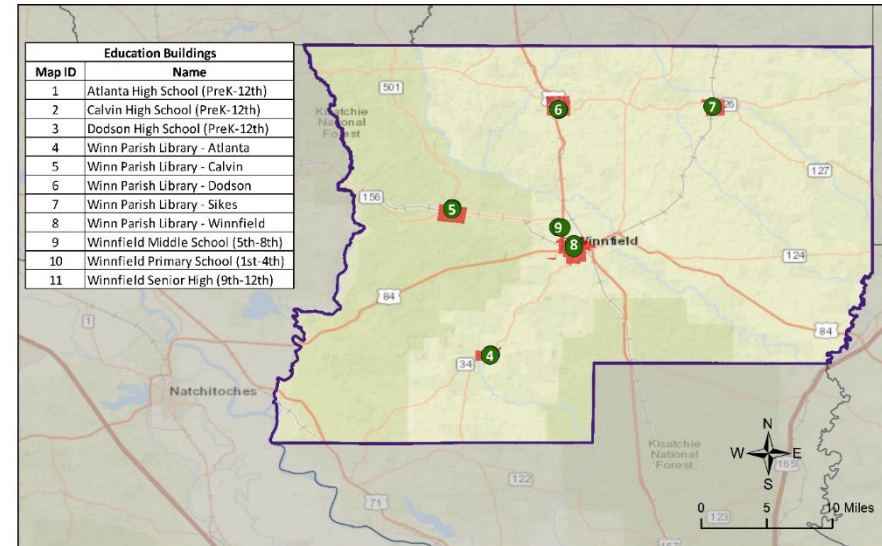 Education Buildings
Map ID Name
1 Atlanta High School (PreK-12th)
2 Calvin High School (PreK-12th)
3 Dodson High School (PreK-12th)
4 Winn Parish Library - Atlanta
5 Winn Parish Library - Calvin
6 Winn Parish Library - Dodson
7 Winn Parish Library - Sikes
8 Winn Parish Library - Winnfield
9 Winnfield Middle School (5th-8th)
10 Winnfield Primary School (1st-4th)
11 Winnfield Senior High (9th-12th)
501
Kisatchie
National
Forest
6
7
26
127
156
5
9
8
Winnfield
124
84
84
1
4
34
Natchitoches
Kisatchie
National
Forest
N
W E
S
165
122
71
123
167
0 5 10 Miles